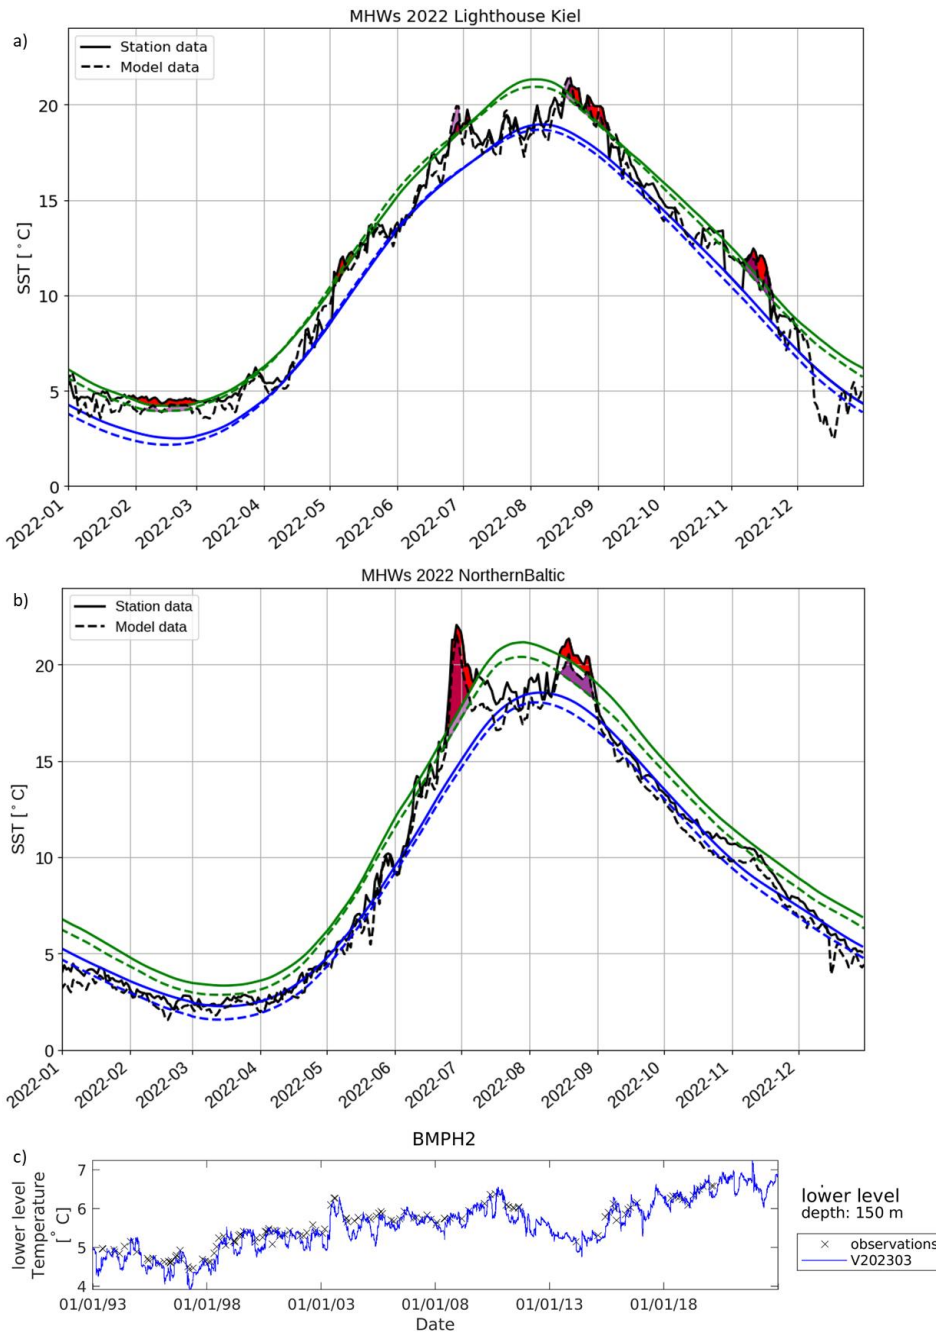 MHWs 2022 Lighthouse Kiel
a)
Station data
Model data
SST [°C]
20
15
10
5
0
2022-01
2022-02
2022-03
2022-04
2022-05
2022-06
2022-07
2022-08
2022-09
2022-10
2022-11
2022-12
MHWs 2022 NorthernBaltic
b)
Station data
Model data
SST [°C]
20
15
10
5
0
2022-01
2022-02
2022-03
2022-04
2022-05
2022-06
2022-07
2022-08
2022-09
2022-10
2022-11
2022-12
BMPH2
c)
lower level
Temperature
[°C]
7
6
5
4
01/01/93
01/01/98
01/01/03
01/01/08
01/01/13
01/01/18
Date
lower level
depth: 150 m
observations
V202303